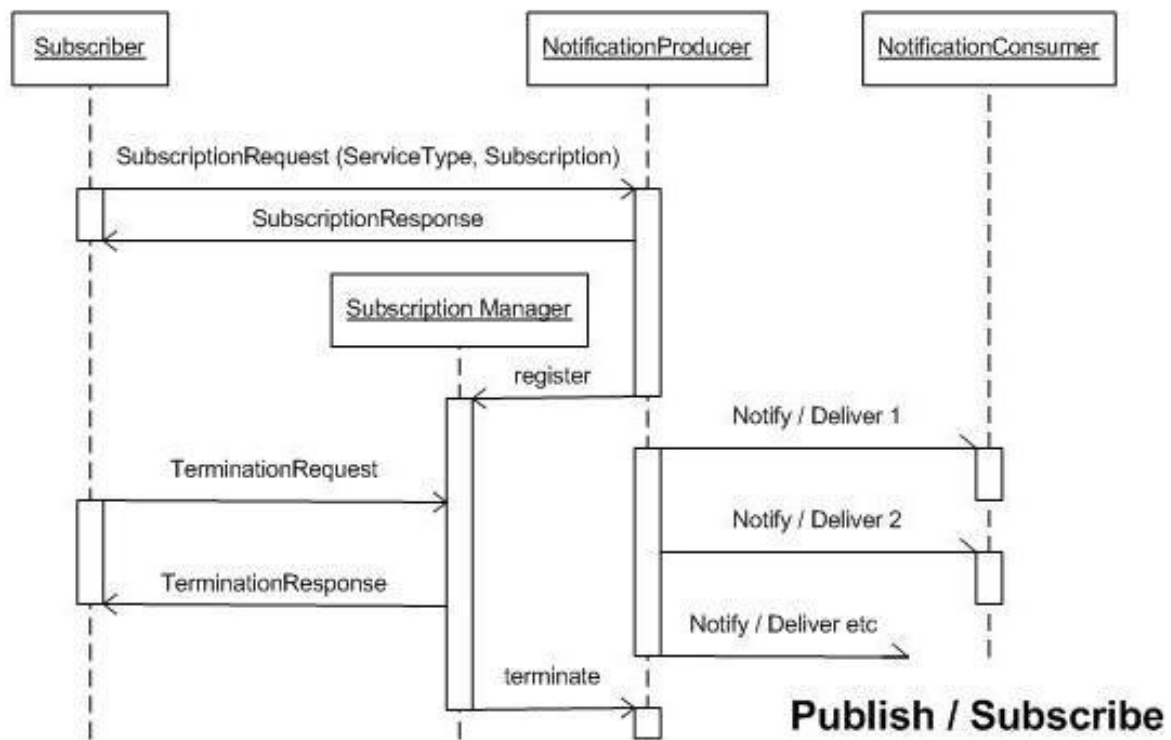 Subscriber
NotificationProducer
NotificationConsumer
SubscriptionRequest (ServiceType, Subscription)
SubscriptionResponse
Subscription Manager
register
Notify / Deliver 1
TerminationRequest
Notify / Deliver 2
TerminationResponse
Notify / Deliver etc
terminate
Publish / Subscribe